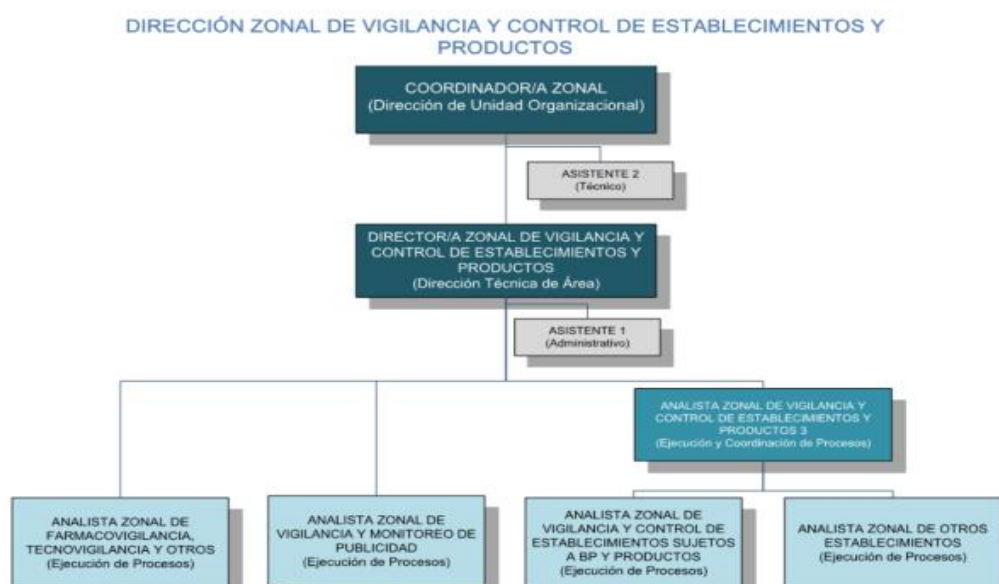 DIRECCIÓN ZONAL DE VIGILANCIA Y CONTROL DE ESTABLECIMIENTOS Y
PRODUCTOS
COORDINADOR/A ZONAL
(Dirección de Unidad Organizacional)
ASISTENTE 2
(Técnico)
DIRECTOR/A ZONAL DE VIGILANCIA Y
CONTROL DE ESTABLECIMIENTOS Y
PRODUCTOS
(Dirección Técnica de Área)
ASISTENTE 1
(Administrativo)
ANALISTA ZONAL DE VIGILANCIA Y
CONTROL DE ESTABLECIMIENTOS Y
PRODUCTOS 3
(Ejecución y Coordinación de Procesos)
ANALISTA ZONAL DE
FARMACOVIGILANCIA,
TECNOVIGILANCIA Y OTROS
(Ejecución de Procesos)
ANALISTA ZONAL DE
VIGILANCIA Y MONITOREO DE
PUBLICIDAD
(Ejecución de Procesos)
ANALISTA ZONAL DE
VIGILANCIA Y CONTROL DE
ESTABLECIMIENTOS SUJETOS
A BP Y PRODUCTOS
(Ejecución de Procesos)
ANALISTA ZONAL DE OTROS
ESTABLECIMIENTOS
(Ejecución de Procesos)